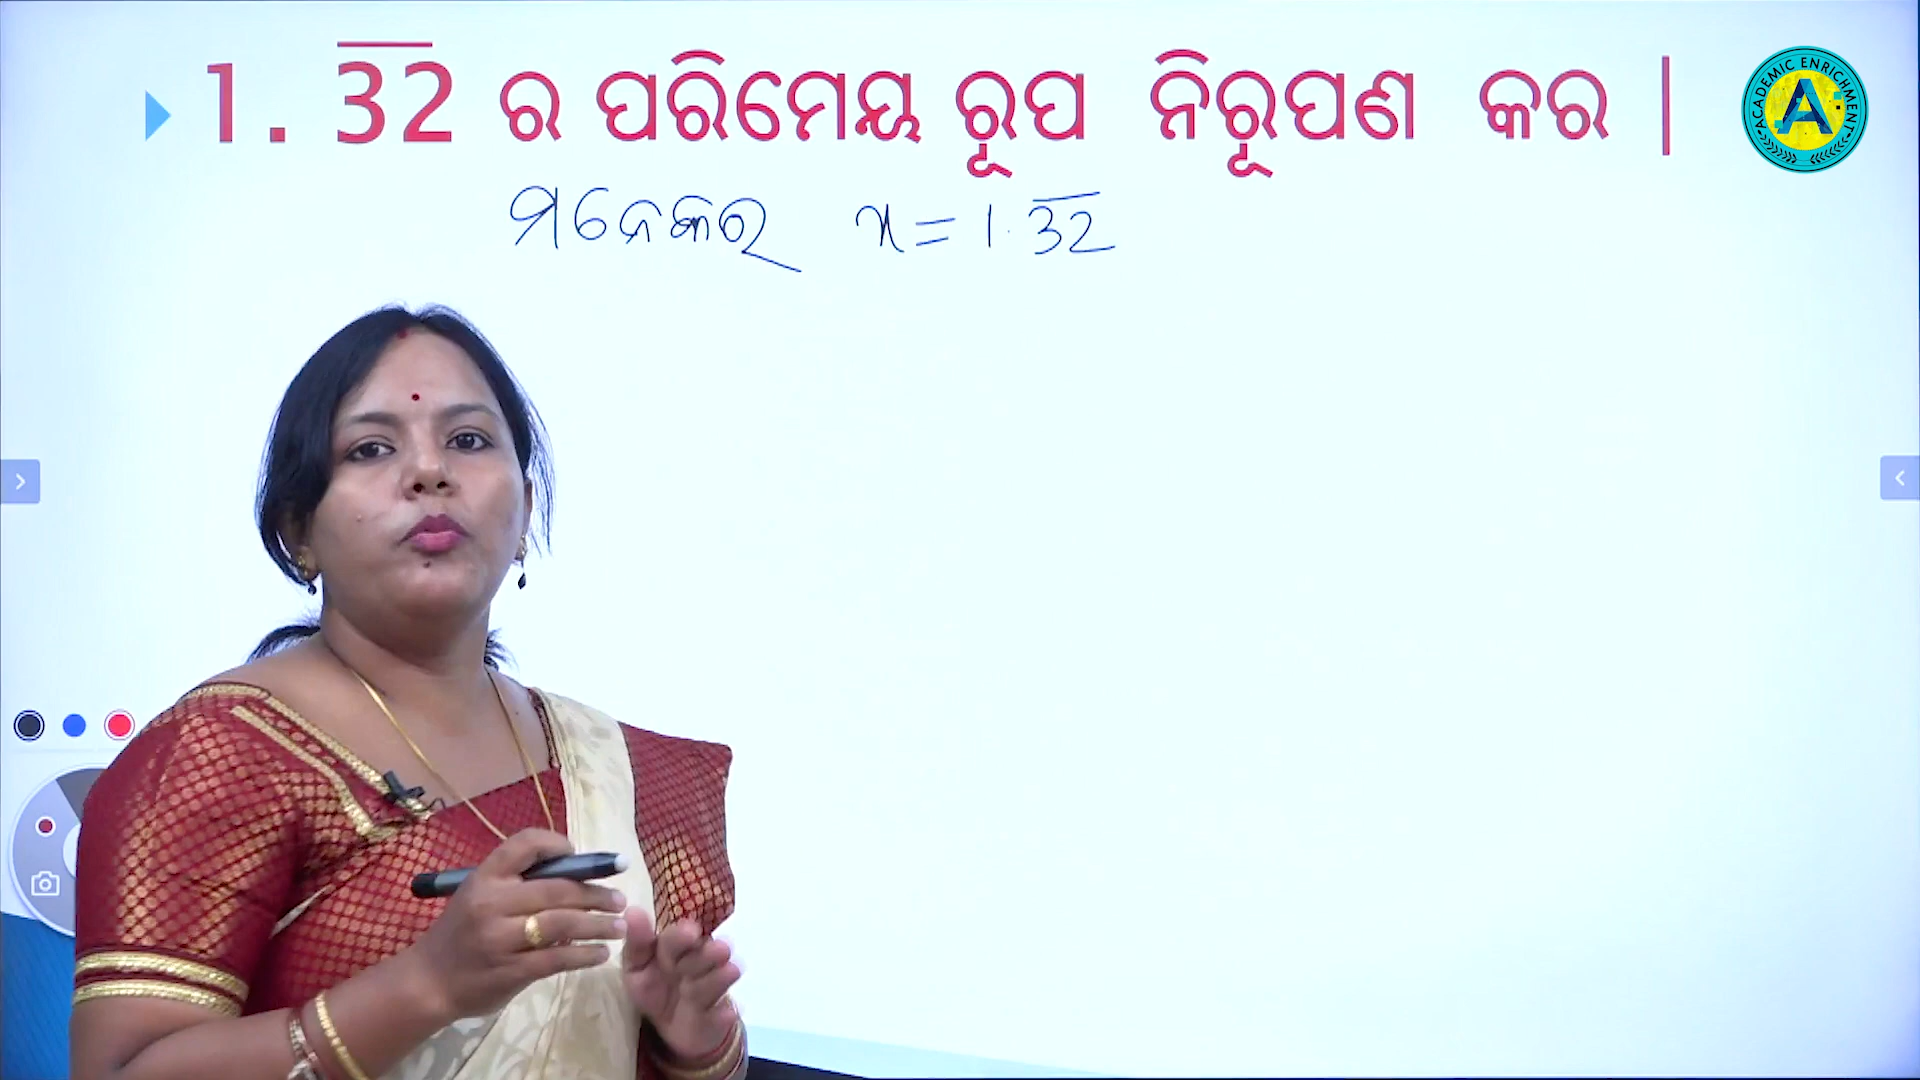 1. 3̅2̅ ର ପରିମେୟ ରୂପ ନିରୂପଣ କର |
ମନେକର x = 1.3̅2̅
ACADEMIC ENRICHMENT
A